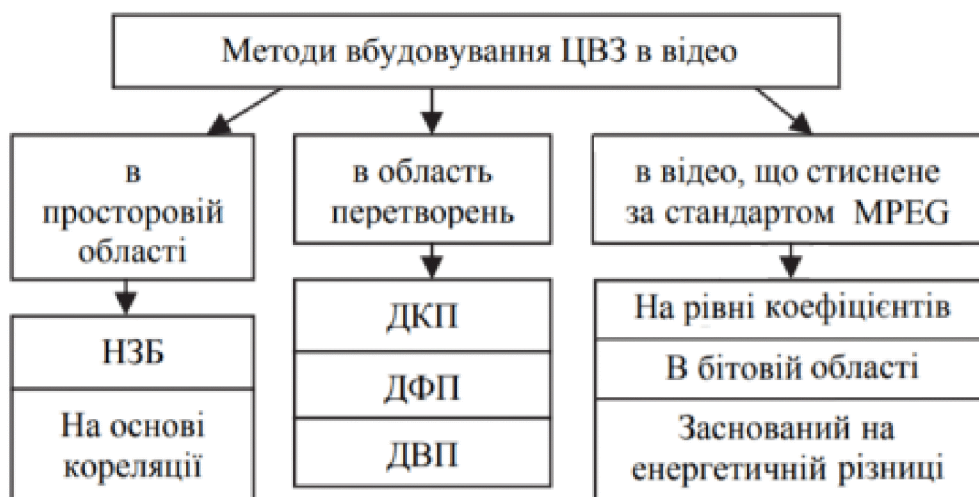 Методи вбудовування ЦВЗ в відео
в
просторовій
області
в область
перетворень
в відео, що стиснене
за стандартом MPEG
НЗБ
На основі
кореляції
ДКП
ДФП
ДВП
На рівні коефіцієнтів
В бітовій області
Заснований на
енергетичній різниці